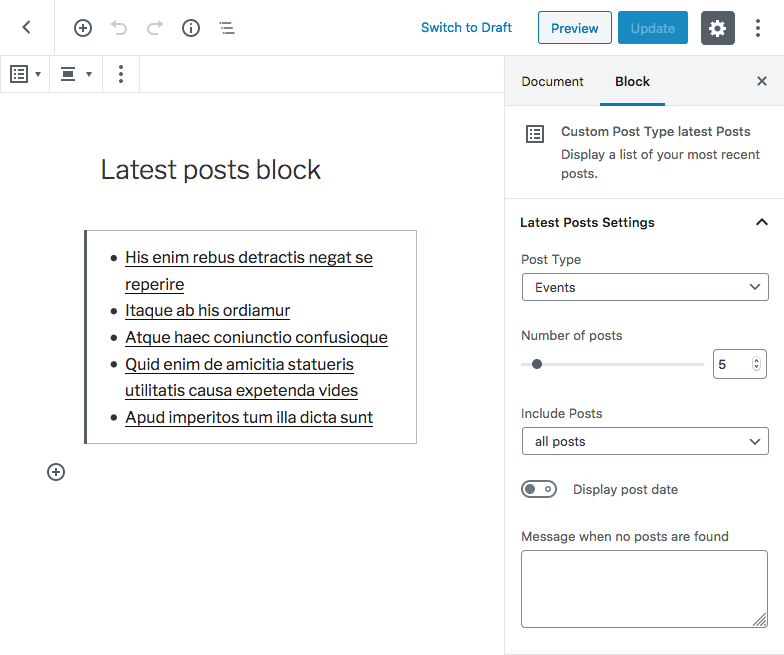 Switch to Draft
Preview
Update
Document
Block
Custom Post Type latest Posts
Display a list of your most recent
posts.
Latest posts block
His enim rebus detractis negat se
reperire
Itaque ab his ordiamur
Atque haec coniunctio confusioque
Quid enim de amicitia statueris
utilitatis causa expetenda vides
Apud imperitos tum illa dicta sunt
Latest Posts Settings
Post Type
Events
Number of posts
5
Include Posts
all posts
Display post date
Message when no posts are found